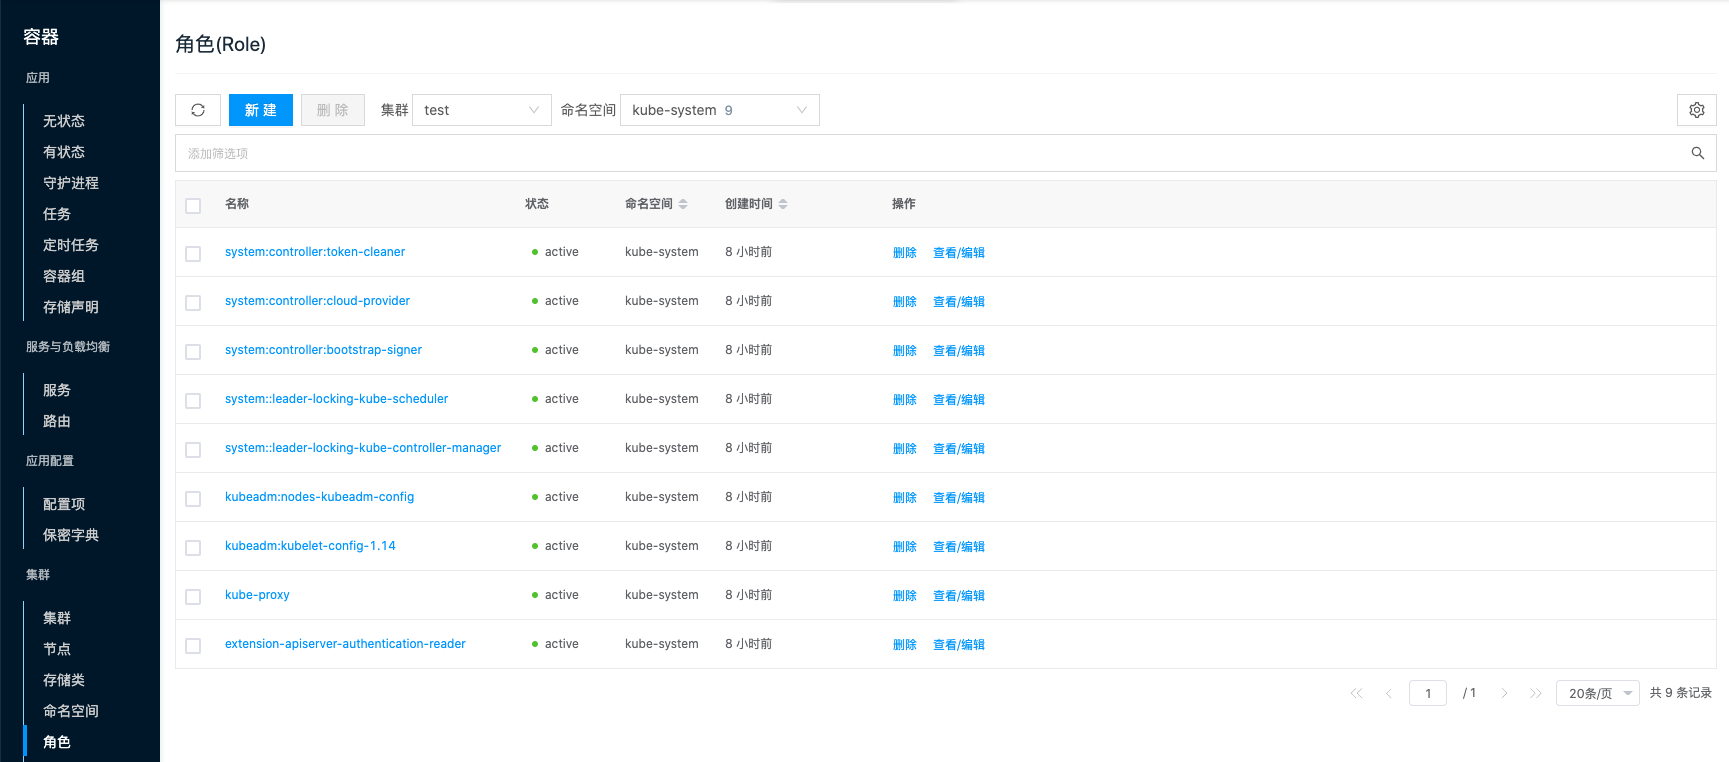 容器
应用
无状态
有状态
守护进程
任务
定时任务
容器组
存储声明
服务与负载均衡
服务
路由
应用配置
配置项
保密字典
集群
集群
节点
存储类
命名空间
角色
角色(Role)
新 建 删 除 集群 test 命名空间 kube-system 9
添加筛选项
名称 状态 命名空间 创建时间 操作
system:controller:token-cleaner active kube-system 8 小时前 删除 查看/编辑
system:controller:cloud-provider active kube-system 8 小时前 删除 查看/编辑
system:controller:bootstrap-signer active kube-system 8 小时前 删除 查看/编辑
system::leader-locking-kube-scheduler active kube-system 8 小时前 删除 查看/编辑
system::leader-locking-kube-controller-manager active kube-system 8 小时前 删除 查看/编辑
kubeadm:nodes-kubeadm-config active kube-system 8 小时前 删除 查看/编辑
kubeadm:kubelet-config-1.14 active kube-system 8 小时前 删除 查看/编辑
kube-proxy active kube-system 8 小时前 删除 查看/编辑
extension-apiserver-authentication-reader active kube-system 8 小时前 删除 查看/编辑
1 / 1 20条/页 共 9 条记录